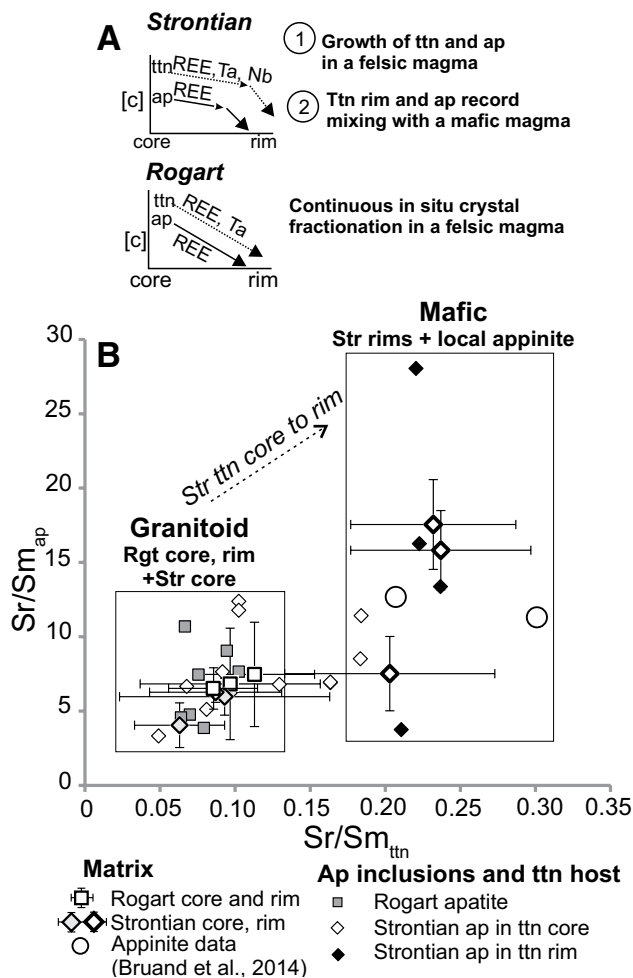 A
Strontian
ttn REE, Ta, Nb
ap REE
[c]
core rim
1 Growth of ttn and ap
in a felsic magma
2 Ttn rim and ap record
mixing with a mafic magma
Rogart
ttn REE, Ta
ap
REE
[c]
core rim
Continuous in situ crystal
fractionation in a felsic magma
B
Mafic
Str rims + local appinite
Str ttn core to rim
Granitoid
Rgt core, rim
+Str core
Sr/Sm ap
30
25
20
15
10
5
0
0 0.05 0.10 0.15 0.20 0.25 0.30 0.35
Sr/Sm ttn
Matrix
Rogart core and rim
Strontian core, rim
Appinite data
(Bruand et al., 2014)
Ap inclusions and ttn host
Rogart apatite
Strontian ap in ttn core
Strontian ap in ttn rim